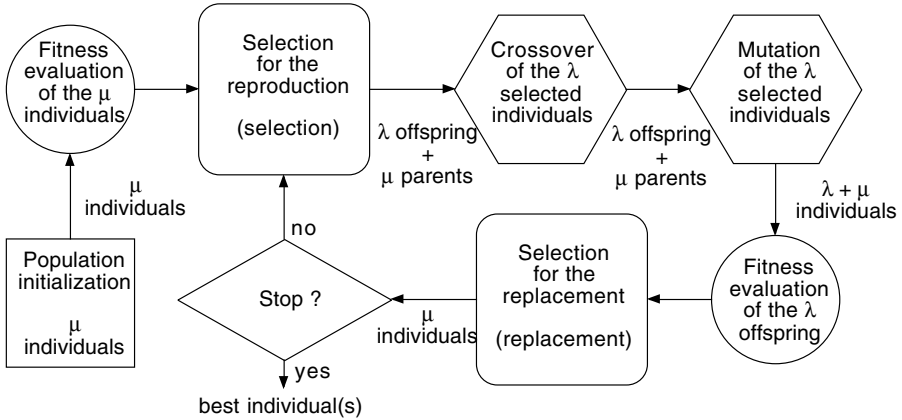 Fitness
evaluation
of the μ
individuals
Selection
for the
reproduction
(selection)
Crossover
of the λ
selected
individuals
Mutation
of the λ
selected
individuals
λ offspring
+
μ parents
λ offspring
+
μ parents
μ
individuals
λ + μ
individuals
Population
initialization
μ
individuals
no
Stop ?
yes
best individual(s)
μ
individuals
Selection
for the
replacement
(replacement)
Fitness
evaluation
of the λ
offspring